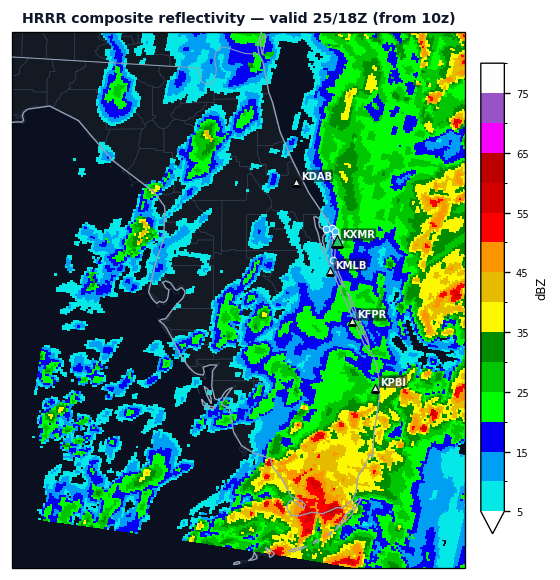 HRRR composite reflectivity — valid 25/18Z (from 10z)
KDAB
KXMR
KMLB
KFPR
KPBI
75
65
55
45
35
25
15
5
dBZ